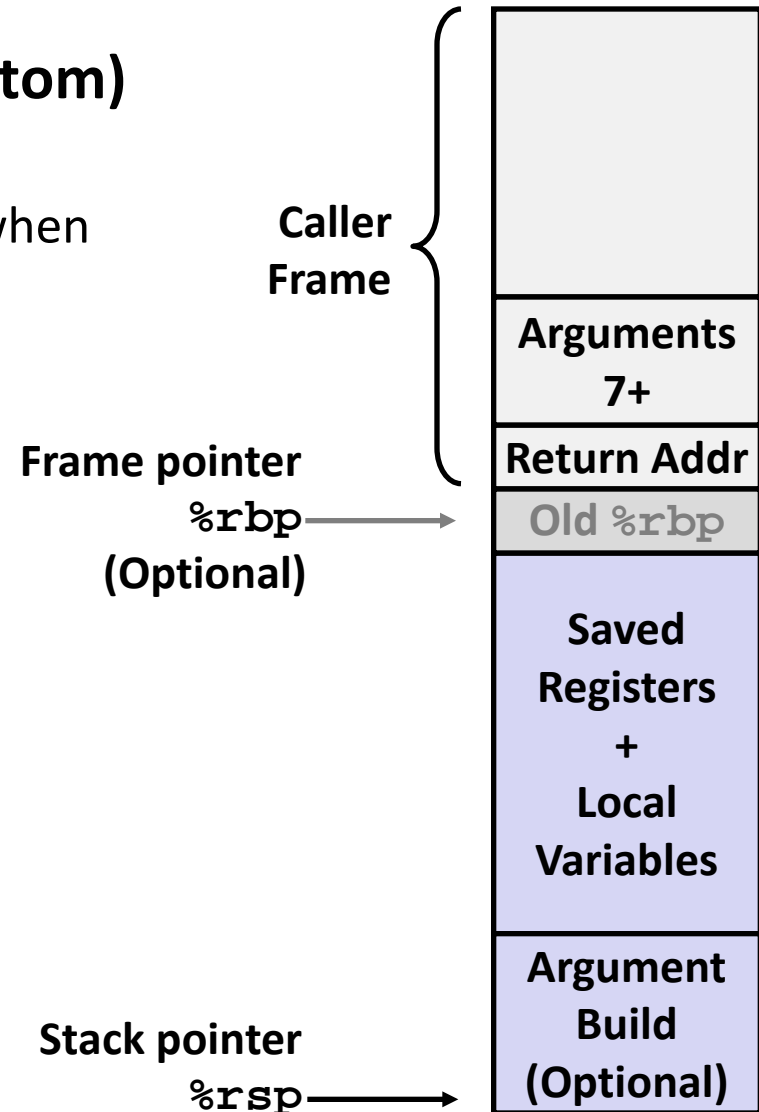 tom)
when
Caller
Frame
Arguments
7+
Return Addr
Frame pointer
%rbp
(Optional)
Old %rbp
Saved
Registers
+
Local
Variables
Argument
Build
(Optional)
Stack pointer
%rsp